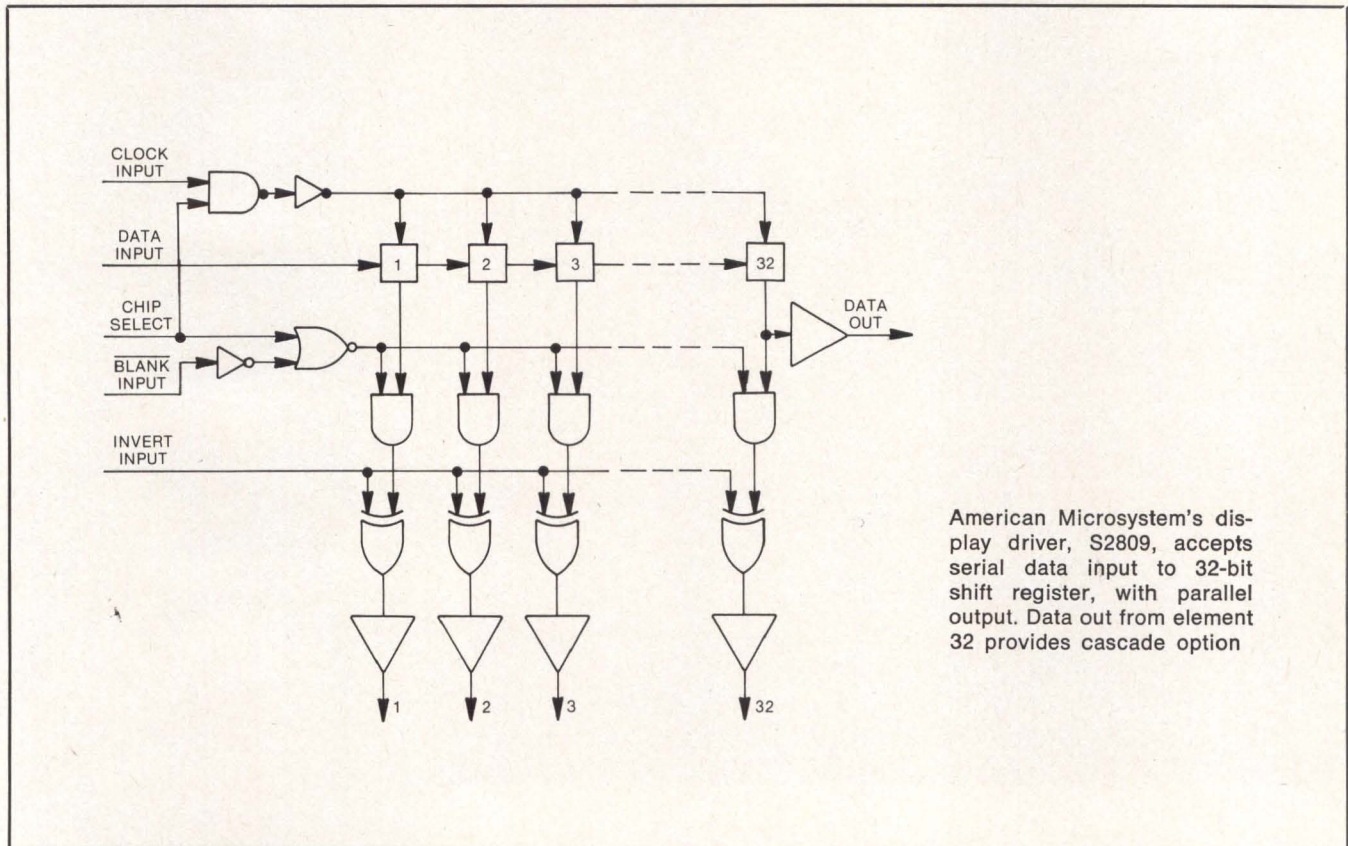 CLOCK
INPUT
DATA
INPUT
1
2
3
32
CHIP
SELECT
DATA
OUT
BLANK
INPUT
INVERT
INPUT
American Microsystem's dis-
play driver, S2809, accepts
serial data input to 32-bit
shift register, with parallel
output. Data out from element
32 provides cascade option
1
2
3
32